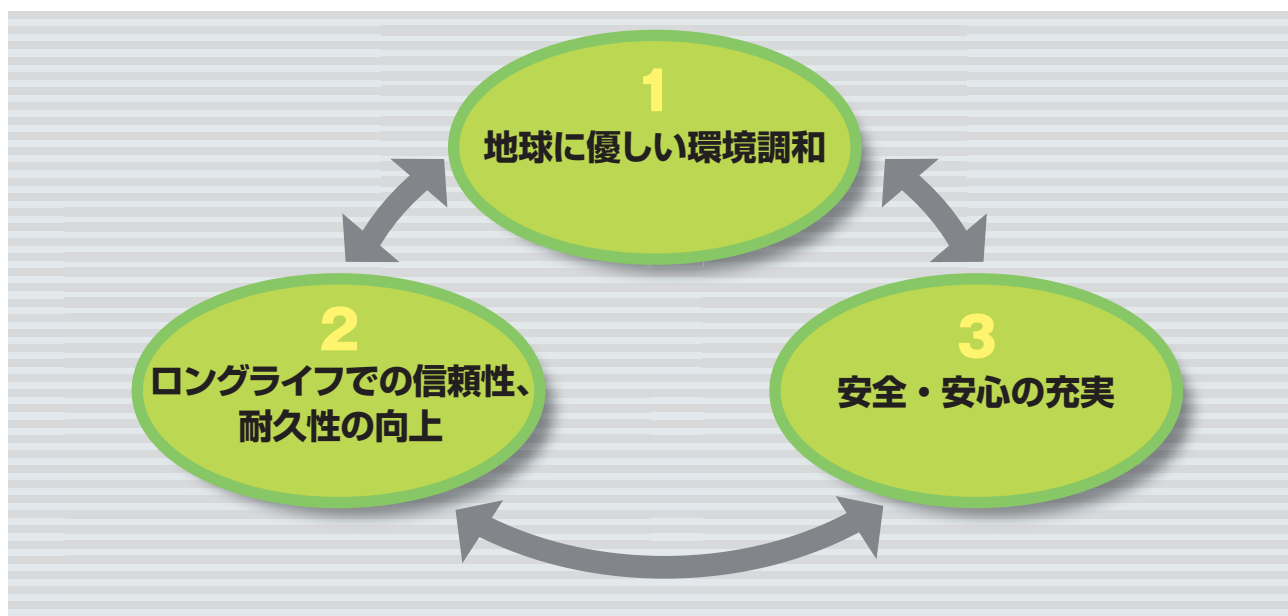 1
地球に優しい環境調和
2
ロングライフでの信頼性、
耐久性の向上
3
安全・安心の充実